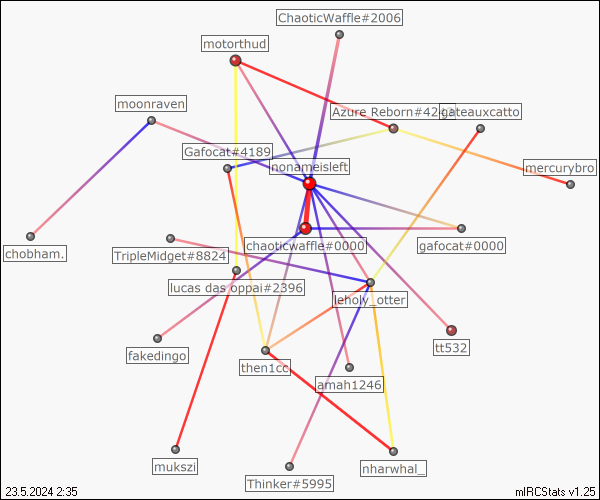 ChaoticWaffle#2006
motorthud
moonraven
Azure Reborn#42
gateauxcatto
Gafocat#4189
nonameisleft
mercurybro
chobham.
chaoticwaffle#0000
gafocat#0000
TripleMidget#8824
lucas das oppai#2396
leholy_otter
tt532
fakedingo
then1cc
amah1246
mukszi
Thinker#5995
nharwhal_
23.5.2024 2:35
mIRCStats v1.25